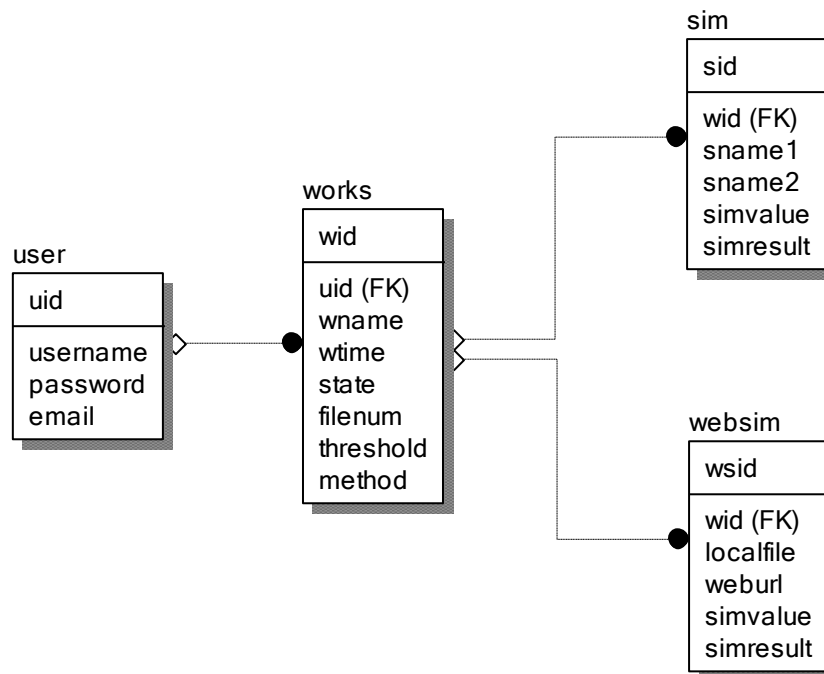 user
uid
username
password
email
works
wid
uid (FK)
wname
wtime
state
filenum
threshold
method
sim
sid
wid (FK)
sname1
sname2
simvalue
simresult
websim
wsid
wid (FK)
localfile
weburl
simvalue
simresult